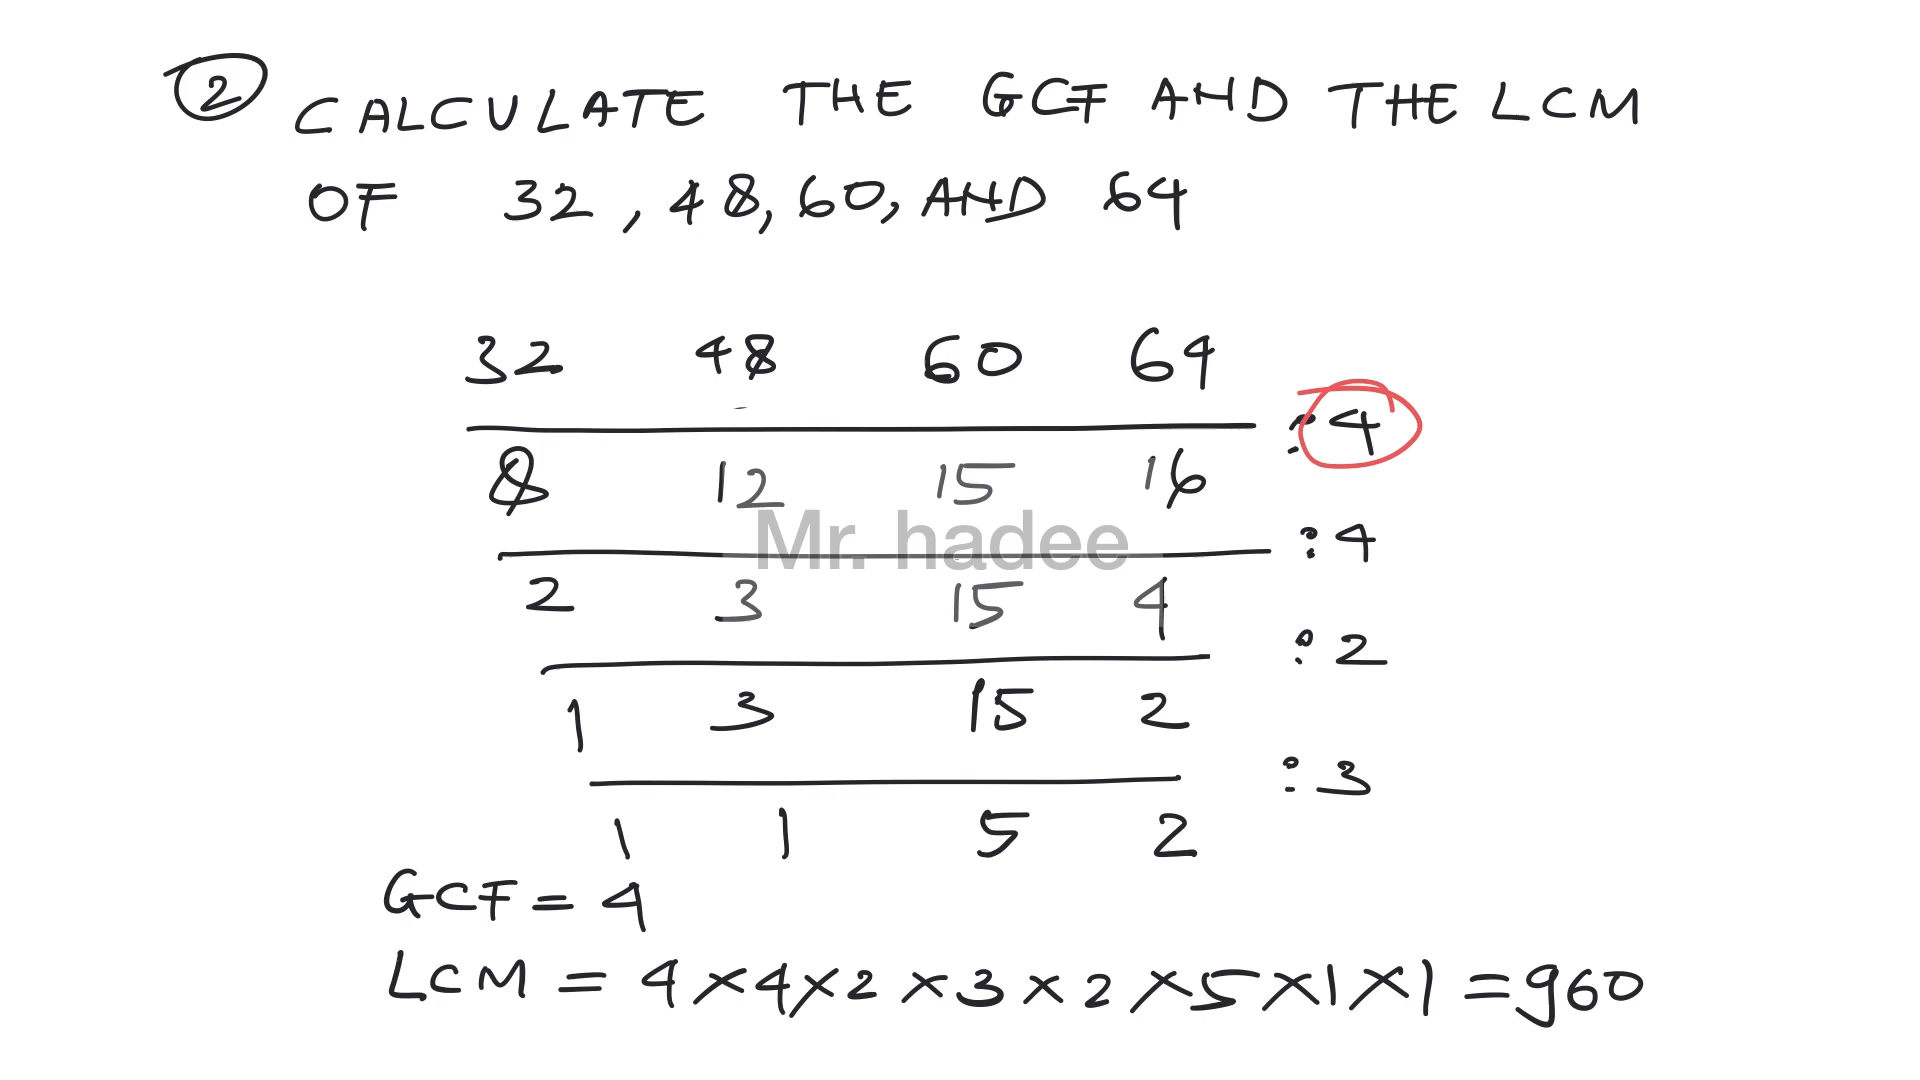 2 CALCULATE THE GCF AND THE LCM
OF 32, 48, 60, AND 64
32 48 60 64
:4
8 12 15 16
Mr. hadee
:4
2 3 15 4
:2
1 3 15 2
:3
1 1 5 2
GCF = 4
LCM = 4 × 4 × 2 × 3 × 2 × 5 × 1 × 1 = 960